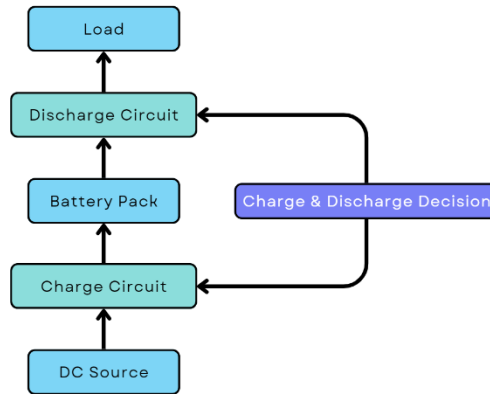 Load
Discharge Circuit
Battery Pack
Charge & Discharge Decision
Charge Circuit
DC Source